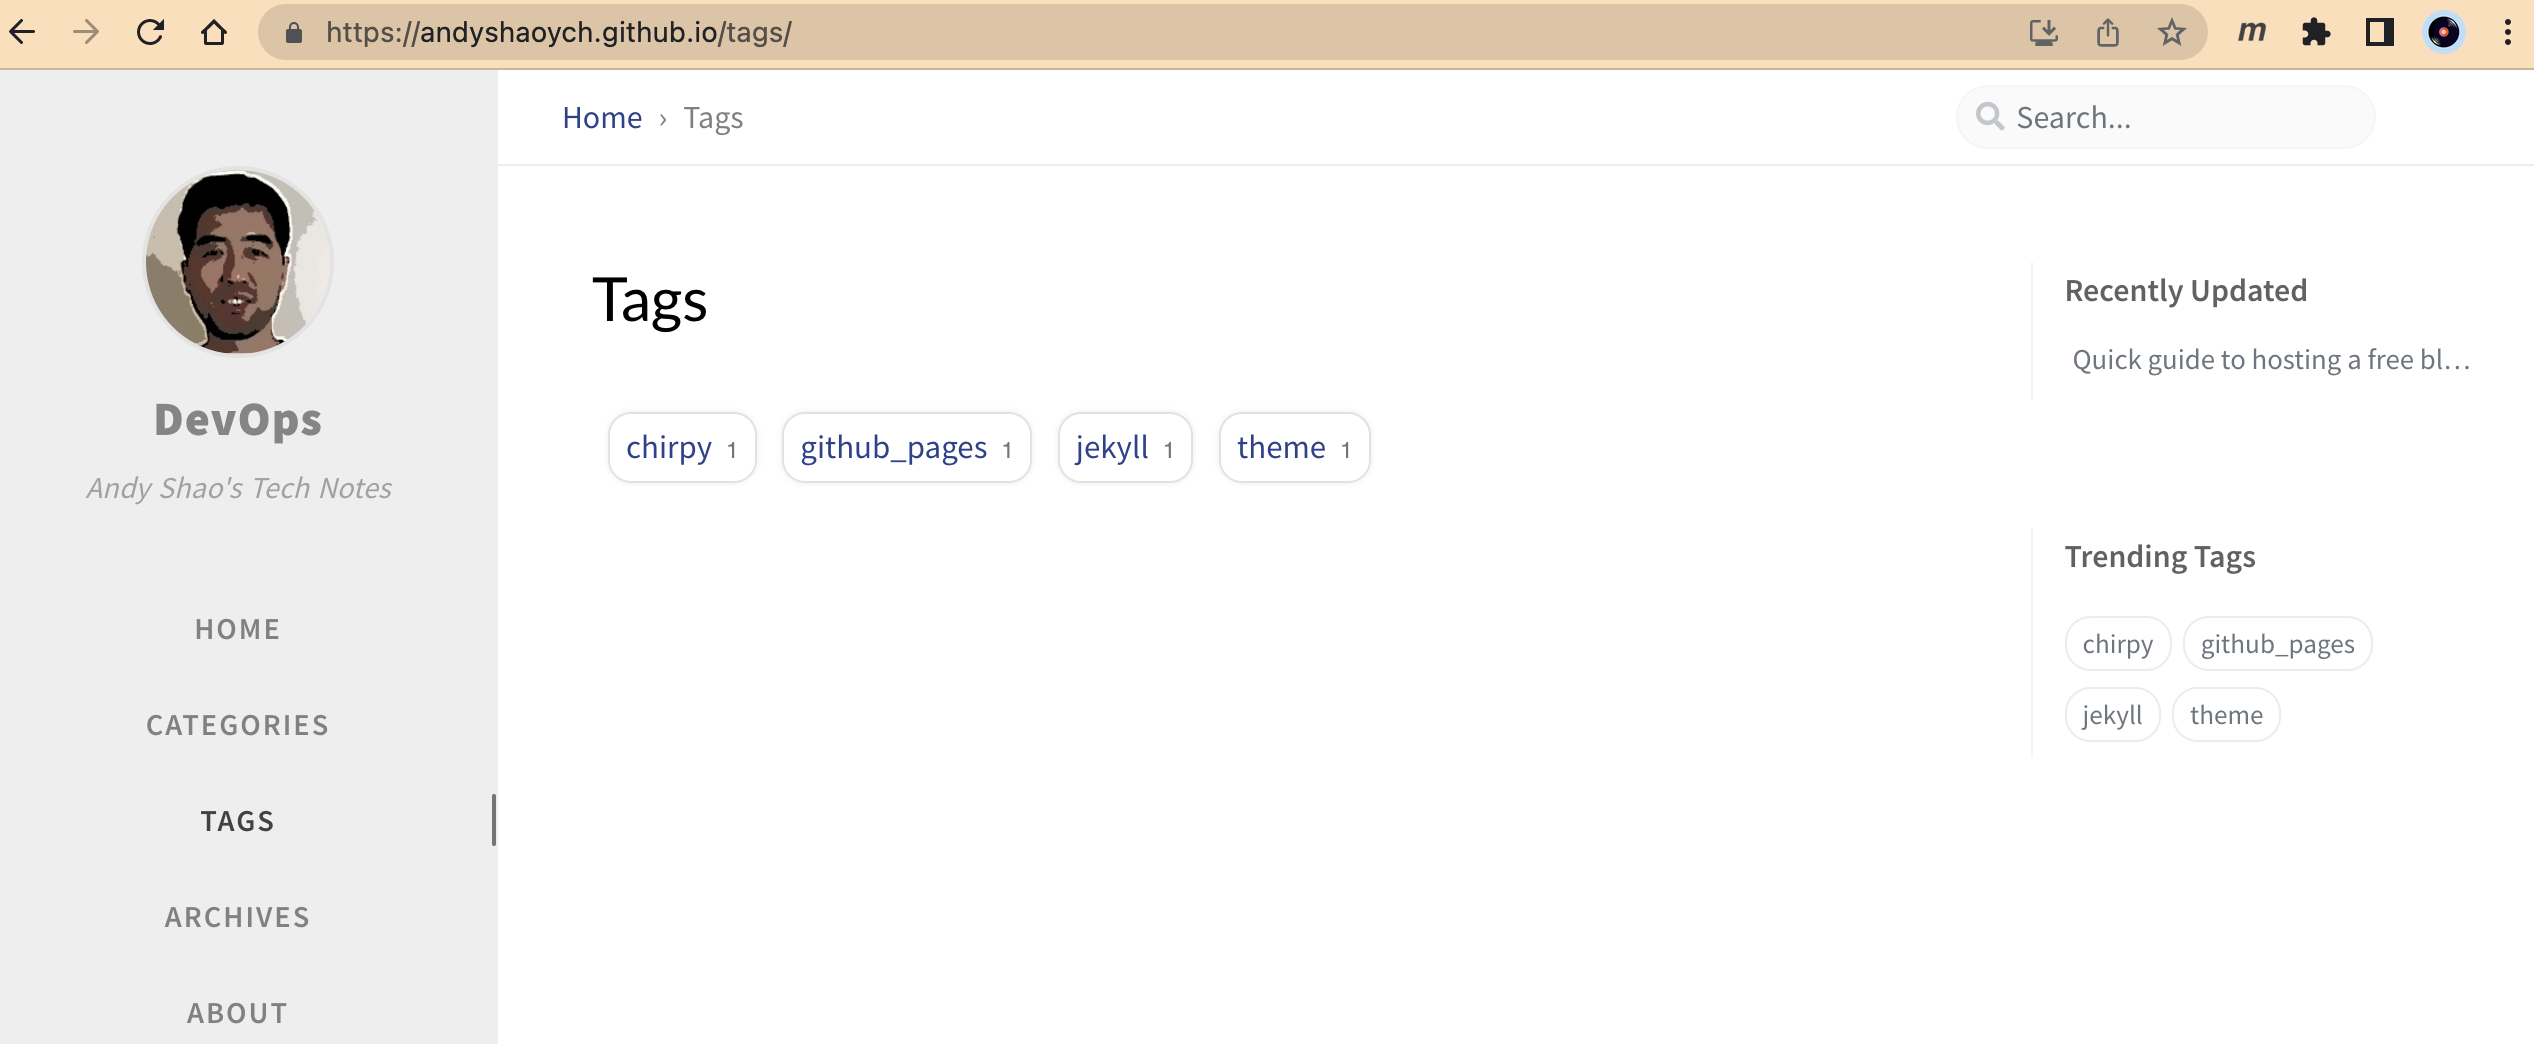 https://andyshaoych.github.io/tags/
m
Home › Tags
Search...
DevOps
Andy Shao's Tech Notes
HOME
CATEGORIES
TAGS
ARCHIVES
ABOUT
Tags
chirpy 1 github_pages 1 jekyll 1 theme 1
Recently Updated
Quick guide to hosting a free bl...
Trending Tags
chirpy github_pages
jekyll theme